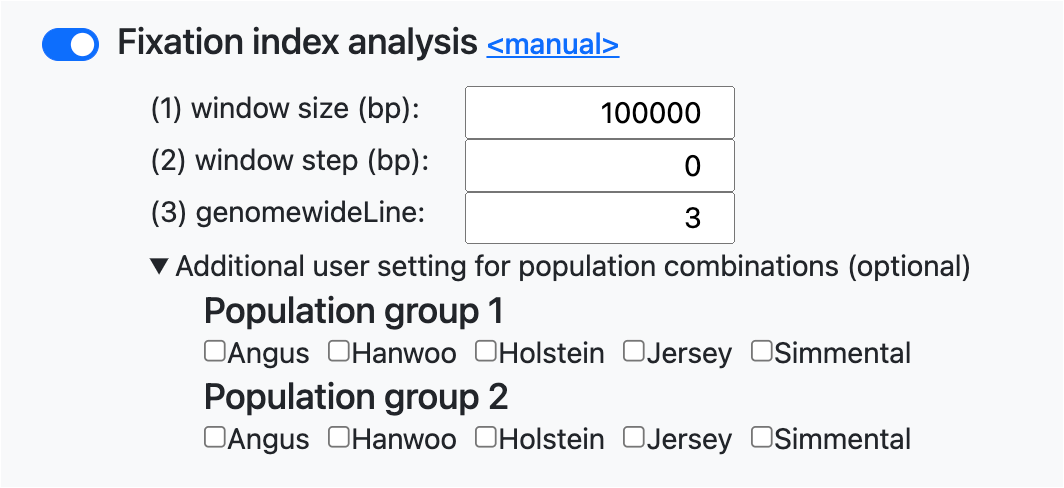 Fixation index analysis <manual>
(1) window size (bp): 100000
(2) window step (bp): 0
(3) genomewideLine: 3
▼ Additional user setting for population combinations (optional)
Population group 1
Angus Hanwoo Holstein Jersey Simmental
Population group 2
Angus Hanwoo Holstein Jersey Simmental